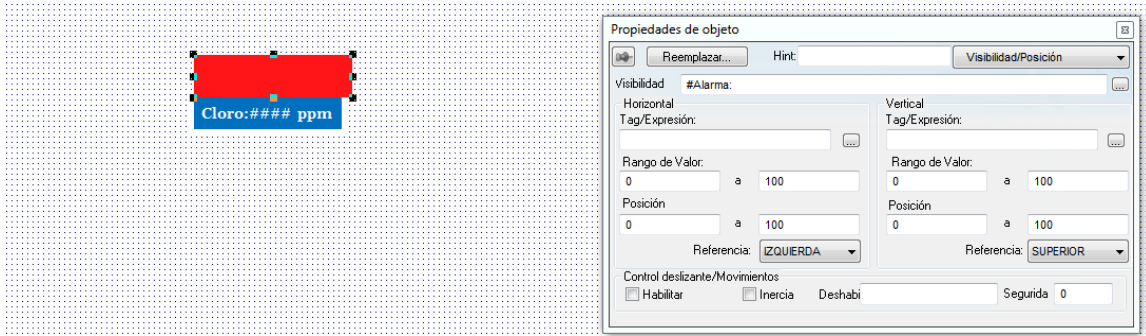 Cloro:#### ppm
Propiedades de objeto
Reemplazar... Hint: Visibilidad/Posición
Visibilidad #Alarma: ...
Horizontal
Tag/Expresión:
...
Rango de Valor:
0 a 100
Posición
0 a 100
Referencia: IZQUIERDA
Vertical
Tag/Expresión:
...
Rango de Valor:
0 a 100
Posición
0 a 100
Referencia: SUPERIOR
Control deslizante/Movimientos
Habilitar Inercia Deshabi Segurida 0